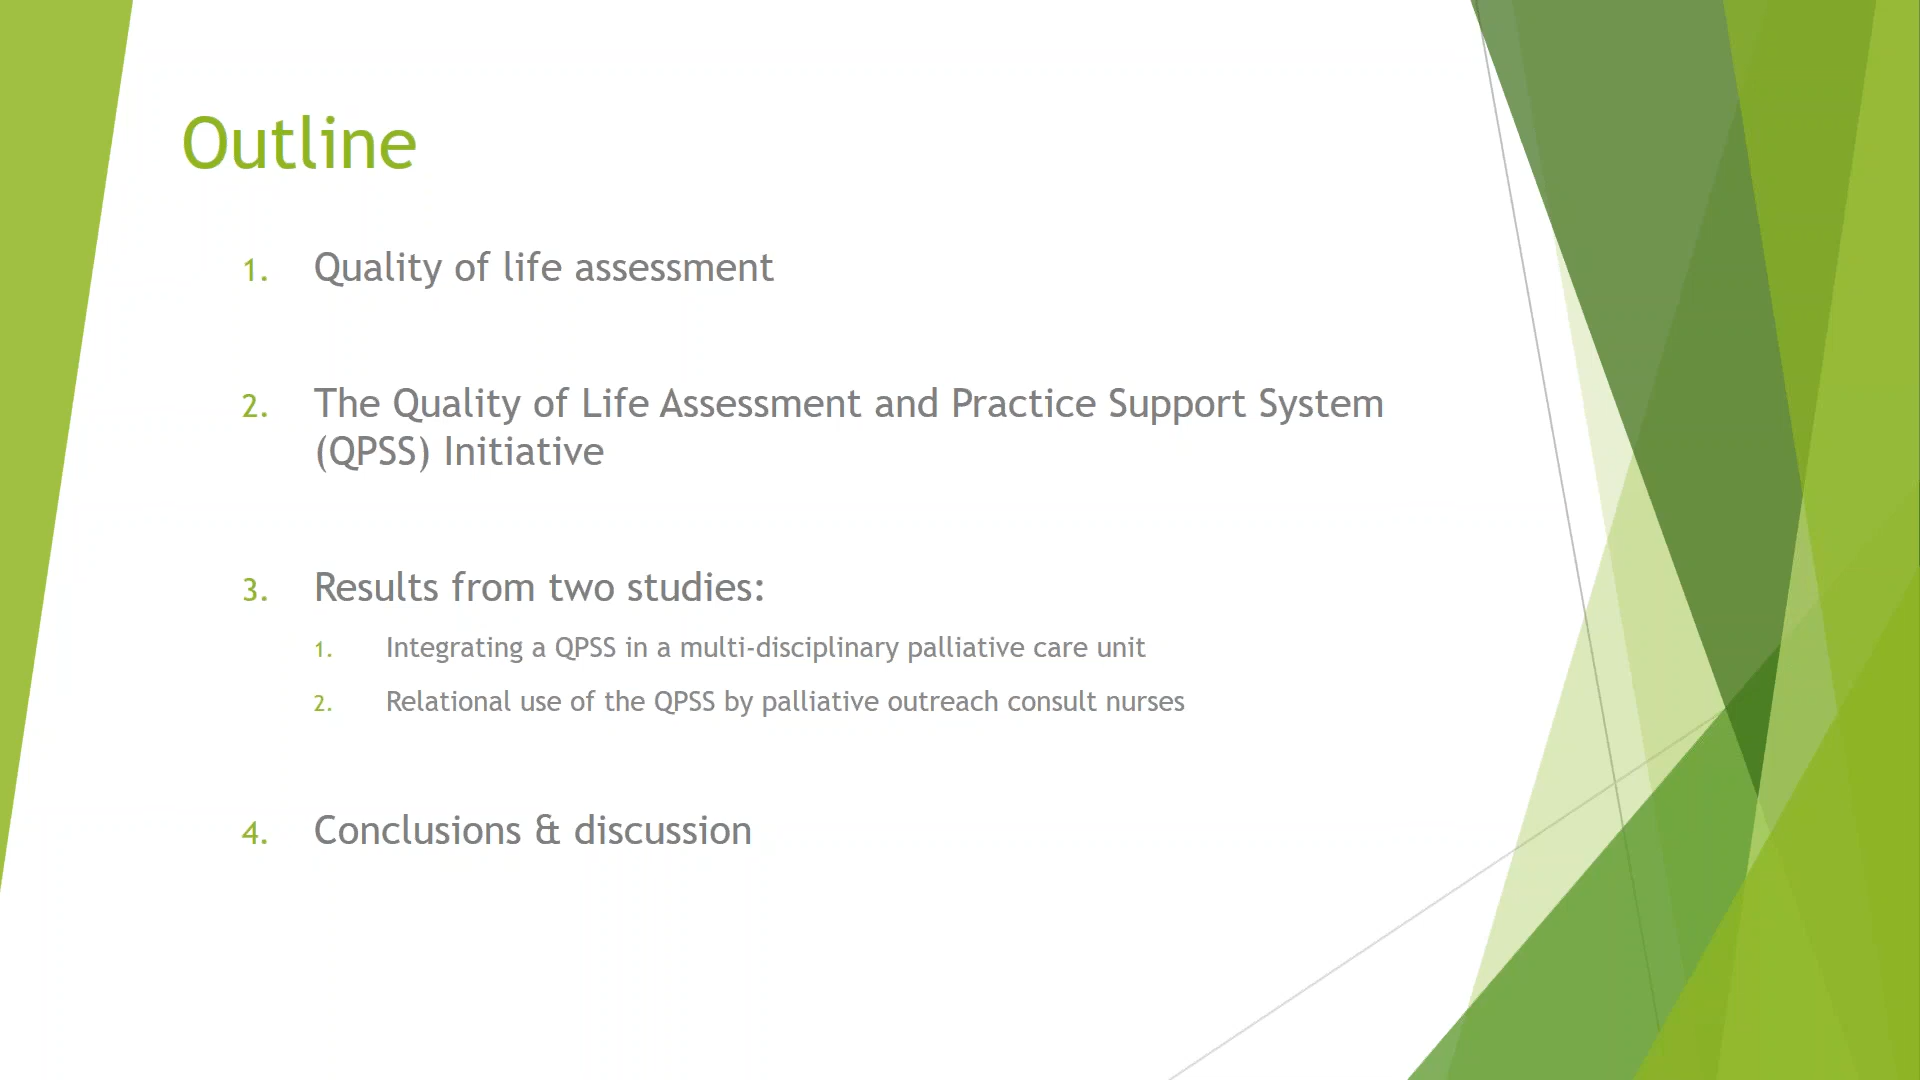 Outline
1. Quality of life assessment
2. The Quality of Life Assessment and Practice Support System
(QPSS) Initiative
3. Results from two studies:
1. Integrating a QPSS in a multi-disciplinary palliative care unit
2. Relational use of the QPSS by palliative outreach consult nurses
4. Conclusions & discussion